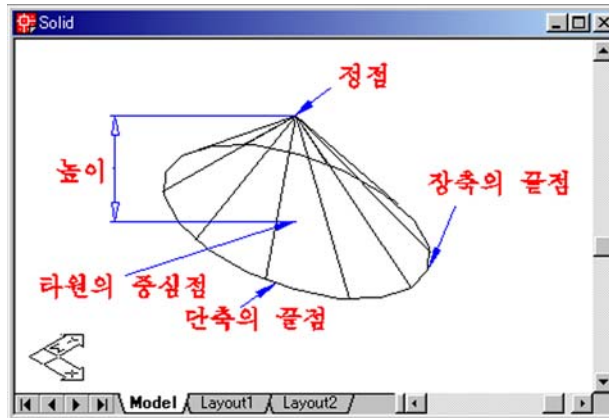 Solid
정점
높이
장축의 끝점
타원의 중심점
단축의 끝점
Model
Layout1
Layout2